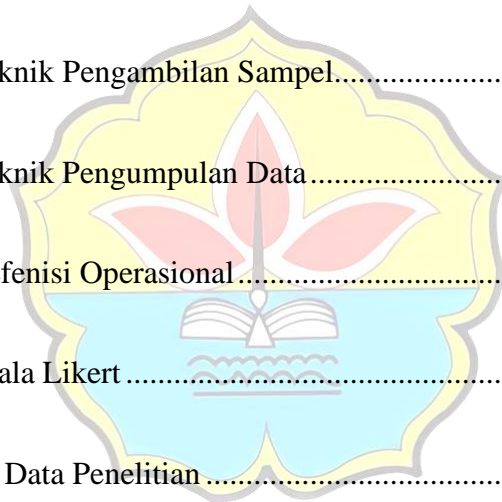 knik Pengambilan Sampel.....................
knik Pengumpulan Data........................
fenisi Operasional.................................
ala Likert...............................................
Data Penelitian.....................................